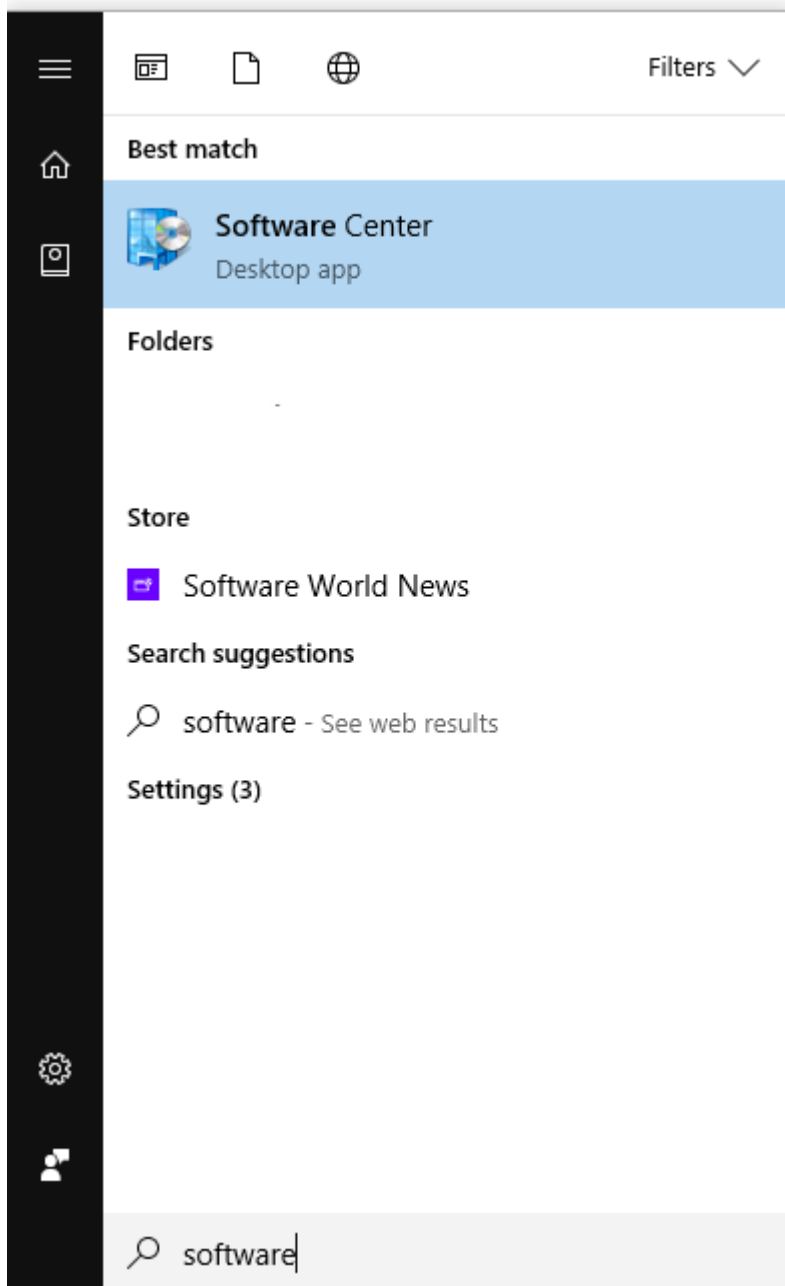 Filters
Best match
Software Center
Desktop app
Folders
Store
Software World News
Search suggestions
software - See web results
Settings (3)
software